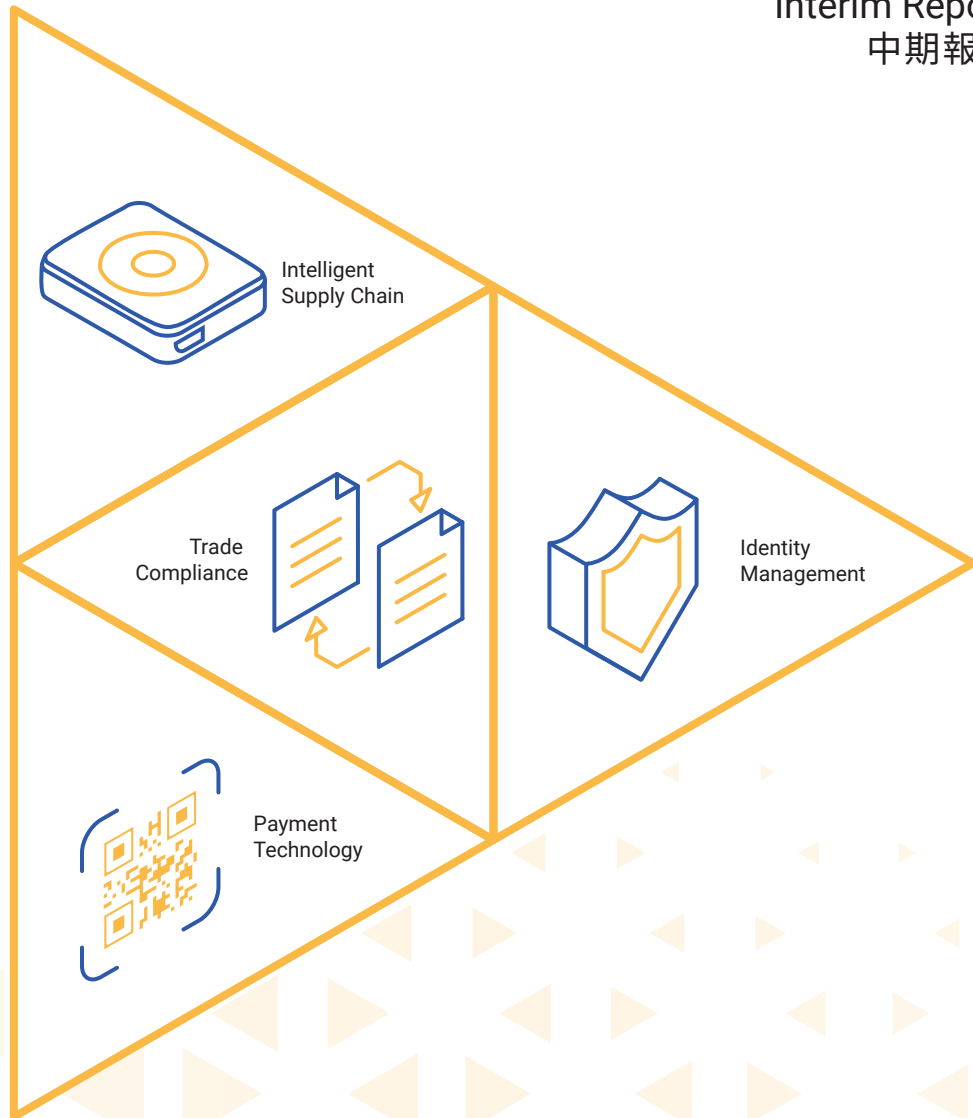 Interim Repo
中期報
Intelligent
Supply Chain
Trade
Compliance
Identity
Management
Payment
Technology